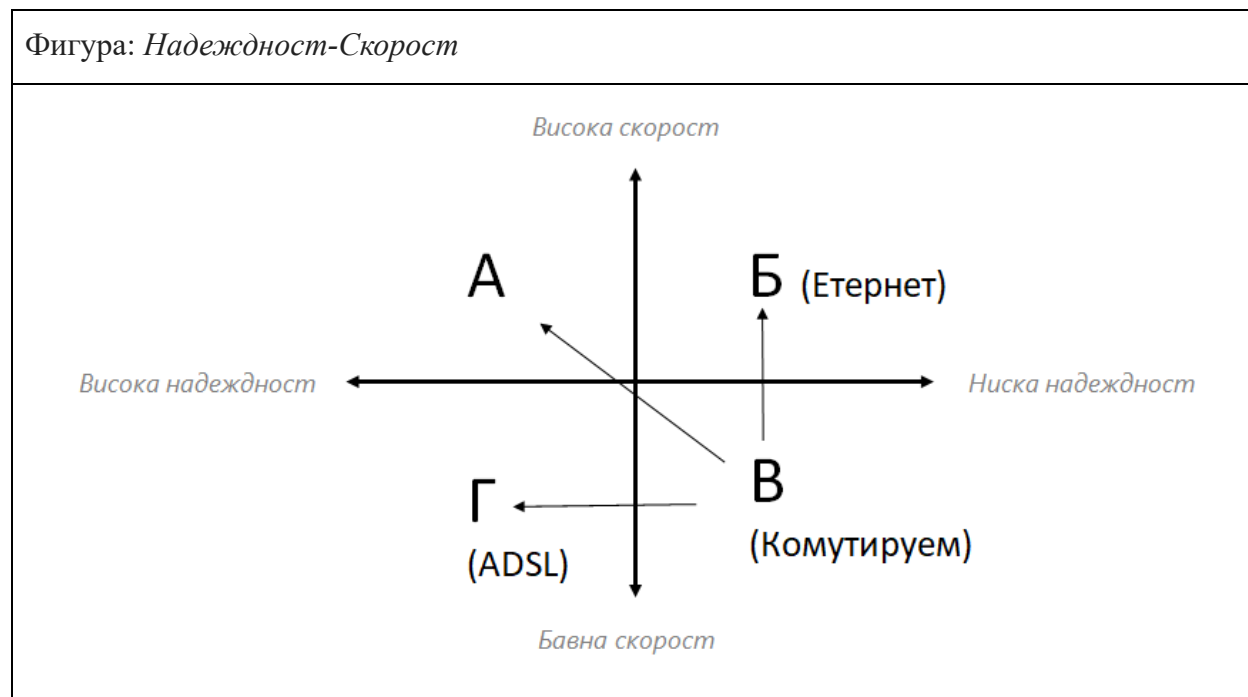 Фигура: Надеждност-Скорост
Висока скорост
А
Б (Етернет)
Висока надеждност
Ниска надеждност
Г
(ADSL)
В
(Комутируем)
Бавна скорост